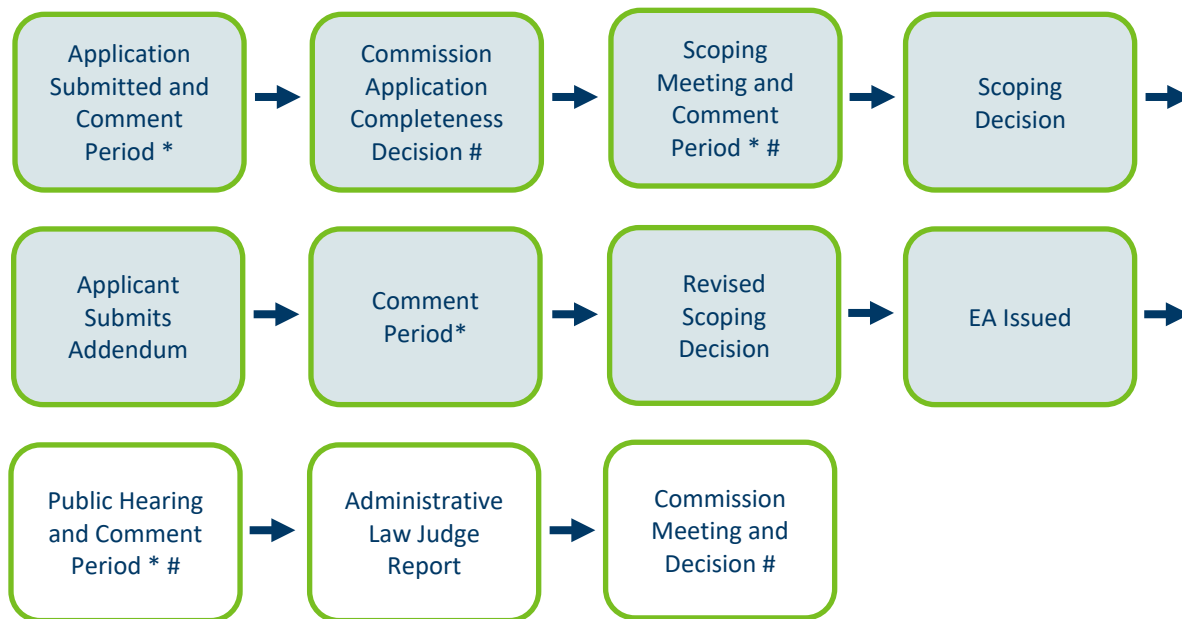 Application
Submitted and
Comment
Period *
Commission
Application
Completeness
Decision #
Scoping
Meeting and
Comment
Period * #
Scoping
Decision
Applicant
Submits
Addendum
Comment
Period*
Revised
Scoping
Decision
EA Issued
Public Hearing
and Comment
Period * #
Administrative
Law Judge
Report
Commission
Meeting and
Decision #